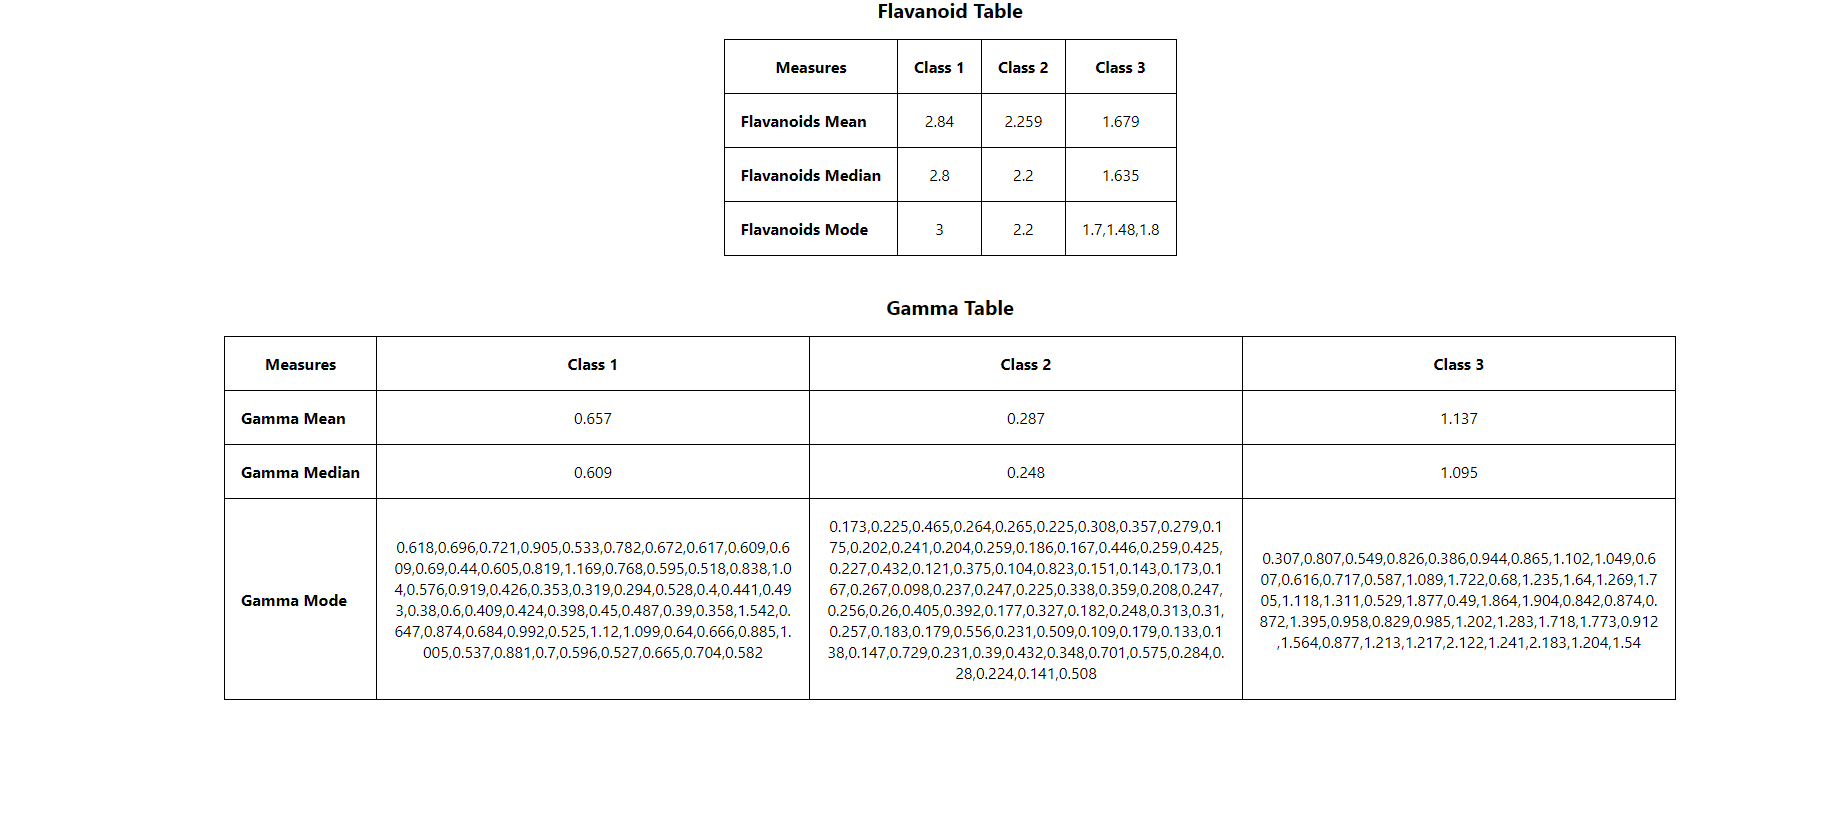 Flavanoid Table
Measures Class 1 Class 2 Class 3
Flavanoids Mean 2.84 2.259 1.679
Flavanoids Median 2.8 2.2 1.635
Flavanoids Mode 3 2.2 1.7,1.48,1.8
Gamma Table
Measures Class 1 Class 2 Class 3
Gamma Mean 0.657 0.287 1.137
Gamma Median 0.609 0.248 1.095
Gamma Mode
0.618,0.696,0.721,0.905,0.533,0.782,0.672,0.617,0.609,0.6
09,0.69,0.44,0.605,0.819,1.169,0.768,0.595,0.518,0.838,1.0
4,0.576,0.919,0.426,0.353,0.319,0.294,0.528,0.4,0.441,0.49
3,0.38,0.6,0.409,0.424,0.398,0.45,0.487,0.39,0.358,1.542,0.
647,0.874,0.684,0.992,0.525,1.12,1.099,0.64,0.666,0.885,1.
005,0.537,0.881,0.7,0.596,0.527,0.665,0.704,0.582
0.173,0.225,0.465,0.264,0.265,0.225,0.308,0.357,0.279,0.1
75,0.202,0.241,0.204,0.259,0.186,0.167,0.446,0.259,0.425,
0.227,0.432,0.121,0.375,0.104,0.823,0.151,0.143,0.173,0.1
67,0.267,0.098,0.237,0.247,0.225,0.338,0.359,0.208,0.247,
0.256,0.26,0.405,0.392,0.177,0.327,0.182,0.248,0.313,0.31,
0.257,0.183,0.179,0.556,0.231,0.509,0.109,0.179,0.133,0.1
38,0.147,0.729,0.231,0.39,0.432,0.348,0.701,0.575,0.284,0.
28,0.224,0.141,0.508
0.307,0.807,0.549,0.826,0.386,0.944,0.865,1.102,1.049,0.6
07,0.616,0.717,0.587,1.089,1.722,0.68,1.235,1.64,1.269,1.7
05,1.118,1.311,0.529,1.877,0.49,1.864,1.904,0.842,0.874,0.
872,1.395,0.958,0.829,0.985,1.202,1.283,1.718,1.773,0.912
,1.564,0.877,1.213,1.217,2.122,1.241,2.183,1.204,1.54